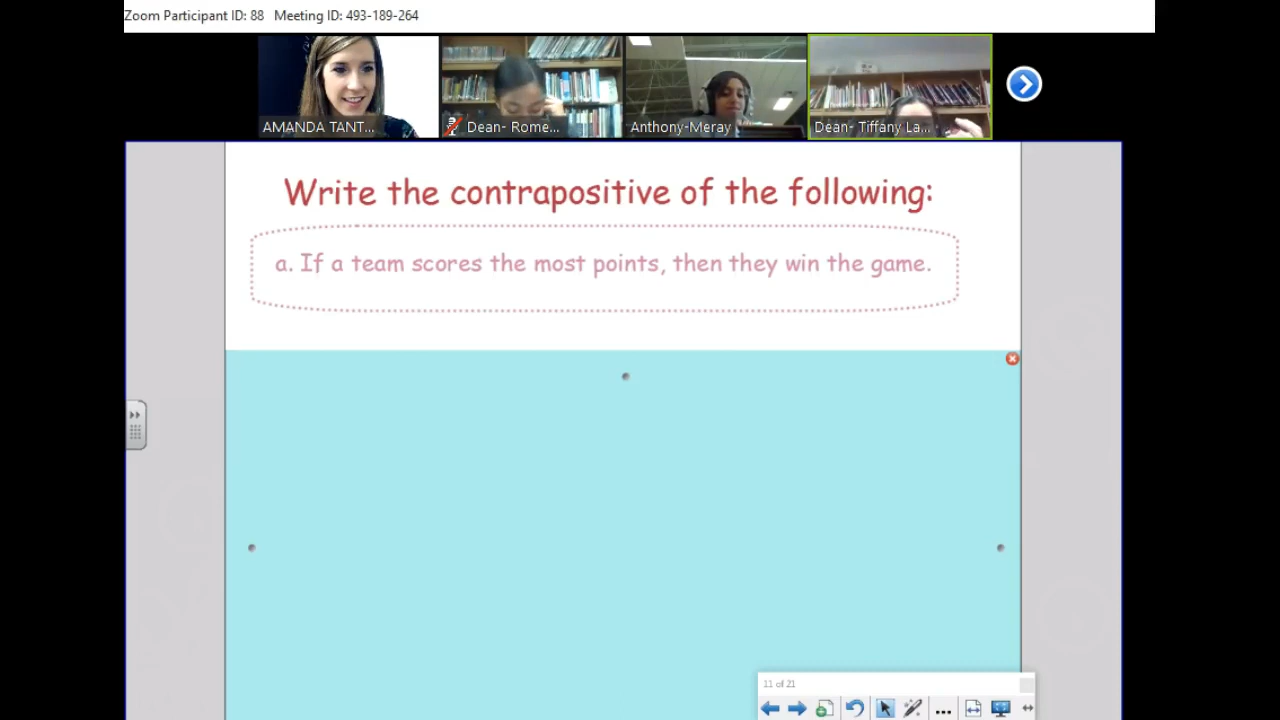 Zoom Participant ID: 88 Meeting ID: 493-189-264
AMANDA TANT...
Dean- Rome...
Anthony-Meray
Dean- Tiffany La...
Write the contrapositive of the following:
a. If a team scores the most points, then they win the game.
11 of 21